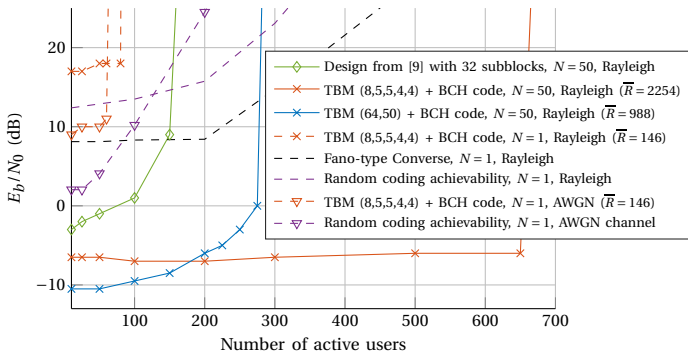 20
10
0
−10
E_b/N_0 (dB)
Design from [9] with 32 subblocks, N = 50, Rayleigh
TBM (8,5,5,4,4) + BCH code, N = 50, Rayleigh (R̅ = 2254)
TBM (64,50) + BCH code, N = 50, Rayleigh (R̅ = 988)
TBM (8,5,5,4,4) + BCH code, N = 1, Rayleigh (R̅ = 146)
Fano-type Converse, N = 1, Rayleigh
Random coding achievability, N = 1, Rayleigh
TBM (8,5,5,4,4) + BCH code, N = 1, AWGN (R̅ = 146)
Random coding achievability, N = 1, AWGN channel
100 200 300 400 500 600 700
Number of active users